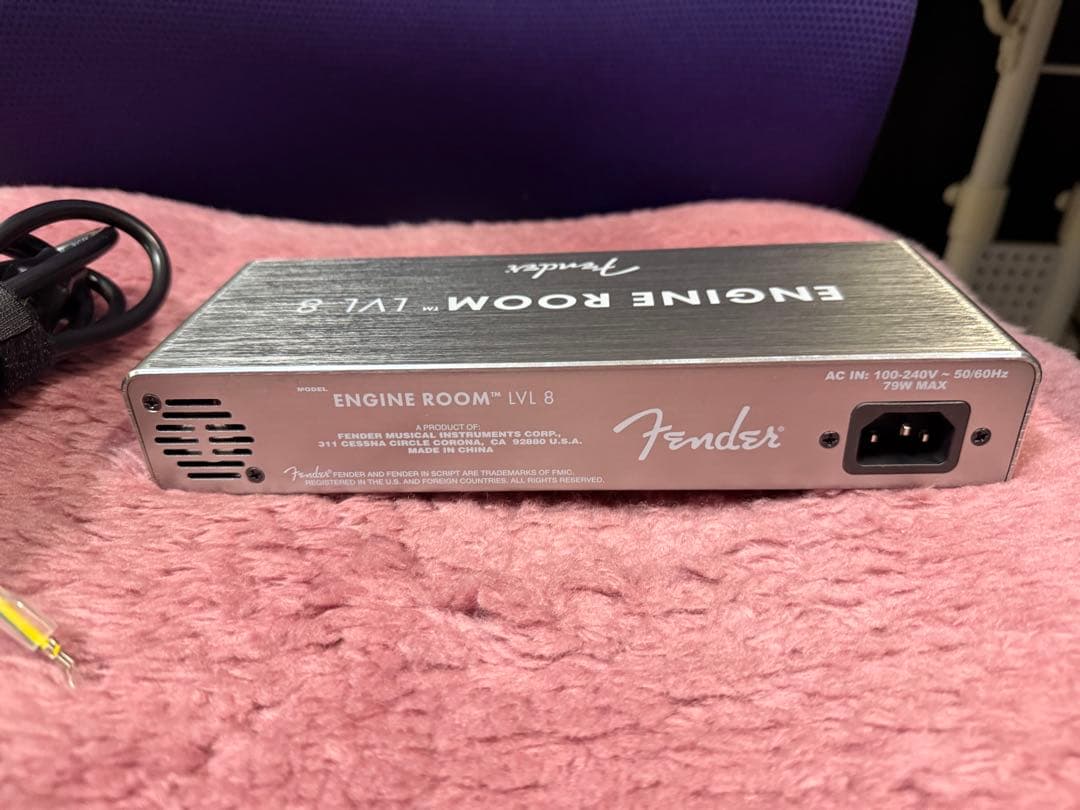 Fender
ENGINE ROOM™ LVL 8
MODEL
ENGINE ROOM™ LVL 8
A PRODUCT OF:
FENDER MUSICAL INSTRUMENTS CORP.,
311 CESSNA CIRCLE CORONA, CA 92880 U.S.A.
MADE IN CHINA
Fender® FENDER AND FENDER IN SCRIPT ARE TRADEMARKS OF FMIC.
REGISTERED IN THE U.S. AND FOREIGN COUNTRIES. ALL RIGHTS RESERVED.
Fender®
AC IN: 100-240V ~ 50/60Hz
79W MAX